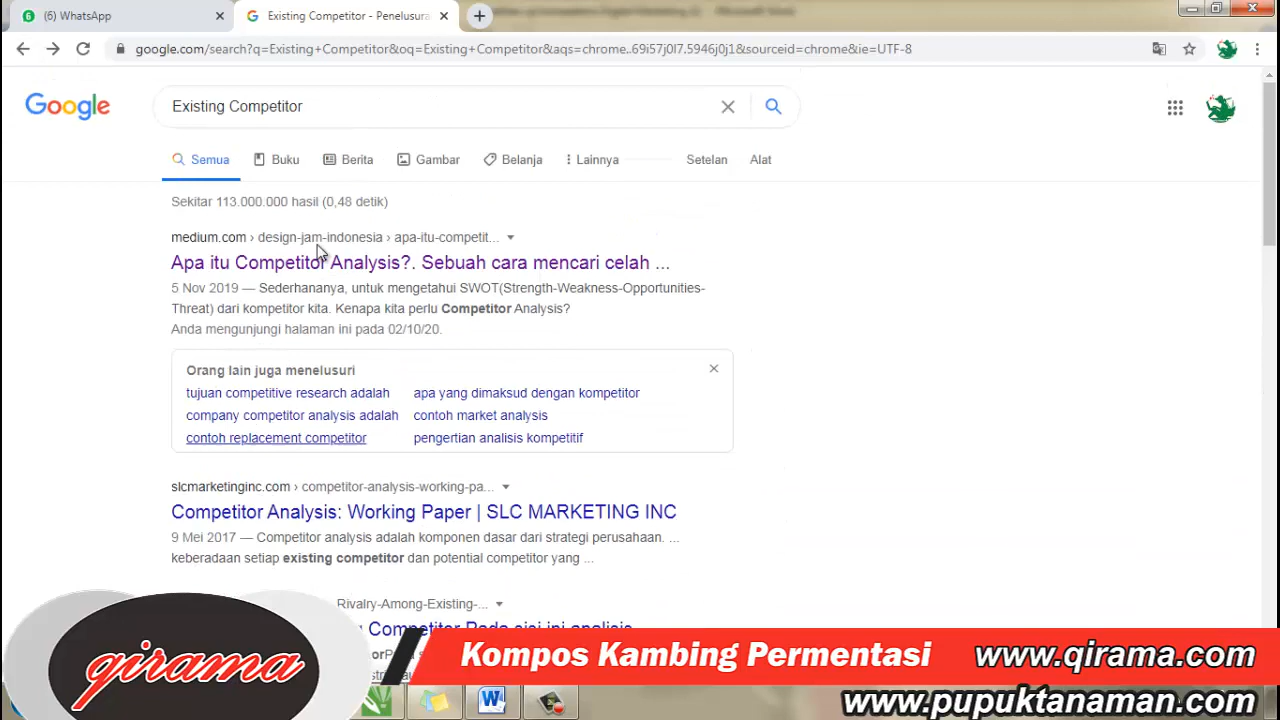 (6) WhatsApp
Existing Competitor - Penelusura
google.com/search?q=Existing+Competitor&oq=Existing+Competitor&aqs=chrome..69i57j0l7.5946j0j1&sourceid=chrome&ie=UTF-8
Google
Existing Competitor
Semua Buku Berita Gambar Belanja Lainnya Setelan Alat
Sekitar 113.000.000 hasil (0,48 detik)
medium.com › design-jam-indonesia › apa-itu-competit...
Apa itu Competitor Analysis?. Sebuah cara mencari celah ...
5 Nov 2019 — Sederhananya, untuk mengetahui SWOT(Strength-Weakness-Opportunities-
Threat) dari kompetitor kita. Kenapa kita perlu Competitor Analysis?
Anda mengunjungi halaman ini pada 02/10/20.
Orang lain juga menelusuri
tujuan competitive research adalah apa yang dimaksud dengan kompetitor
company competitor analysis adalah contoh market analysis
contoh replacement competitor pengertian analisis kompetitif
slcmarketinginc.com › competitor-analysis-working-pa...
Competitor Analysis: Working Paper | SLC MARKETING INC
9 Mei 2017 — Competitor analysis adalah komponen dasar dari strategi perusahaan. ...
keberadaan setiap existing competitor dan potential competitor yang ...
Rivalry-Among-Existing-...
Competitor Pada sisi ini analisis
qirama
Kompos Kambing Permentasi www.qirama.com
www.pupuktanaman.com